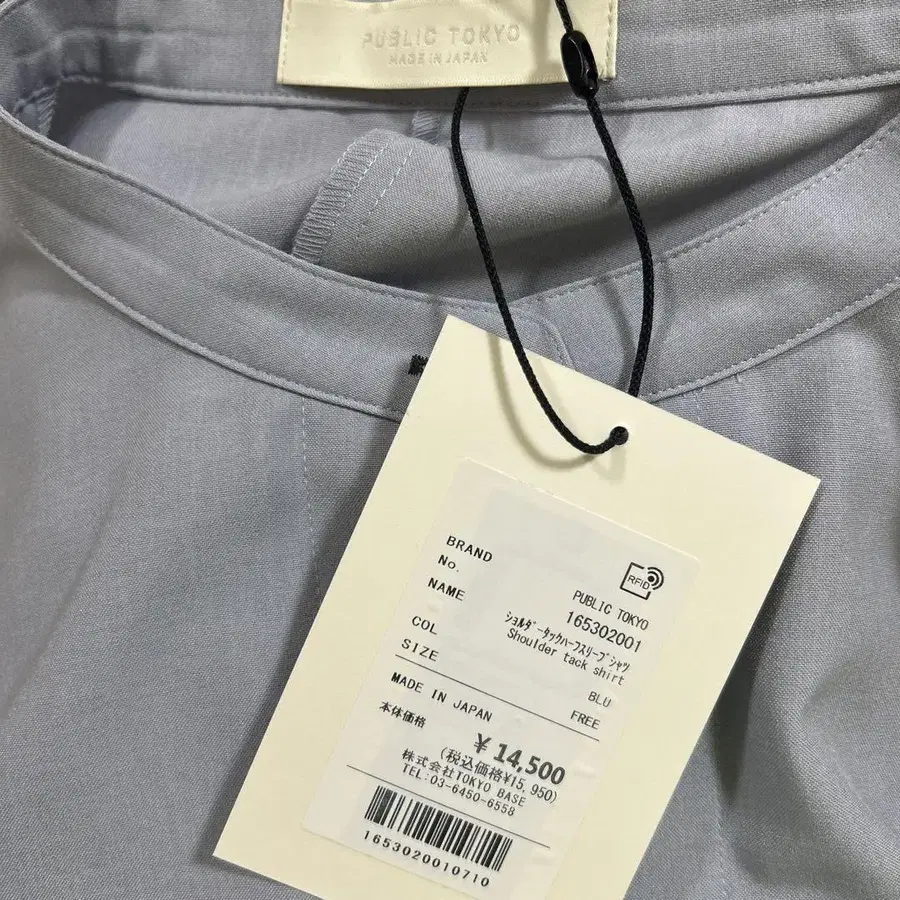 PUBLIC TOKYO
MADE IN JAPAN
RFID
BRAND PUBLIC TOKYO
No. 165302001
NAME ショルダータックハーフスリーブシャツ
Shoulder tack shirt
COL BLU
SIZE FREE
MADE IN JAPAN
本体価格 ¥14,500
(税込価格¥15,950)
株式会社TOKYO BASE
TEL:03-6450-6558
1653020010710